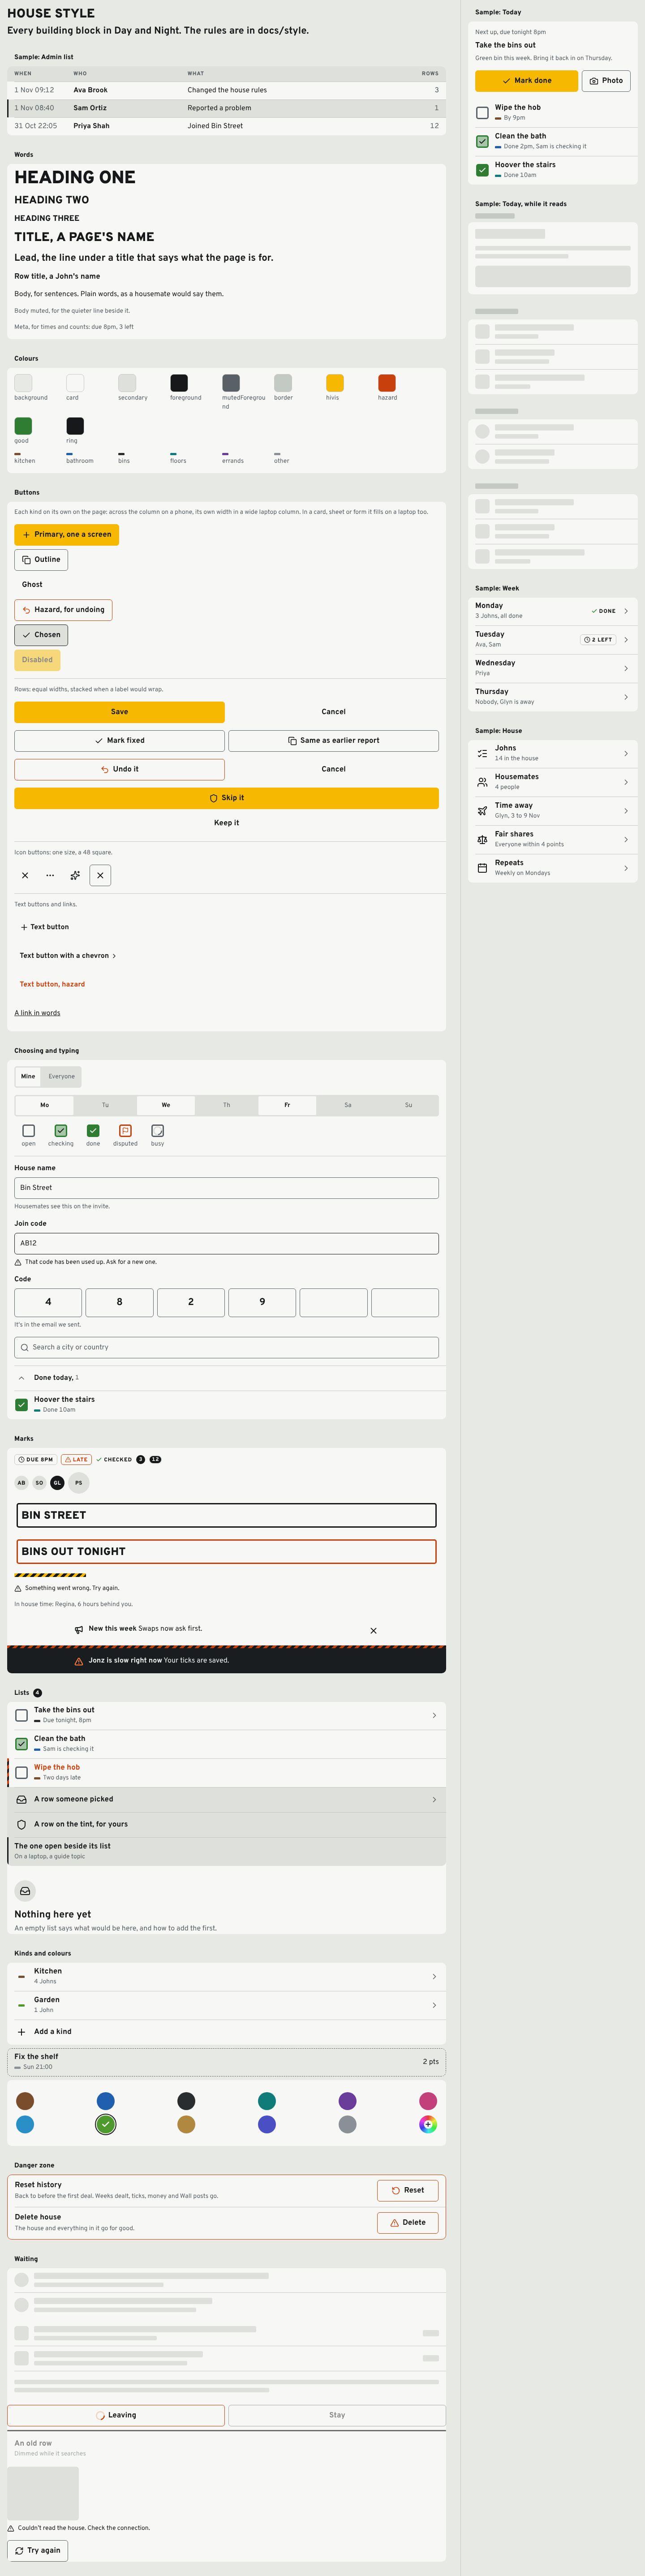 HOUSE STYLE
Every building block in Day and Night. The rules are in docs/style.
Sample: Admin list
WHEN WHO WHAT ROWS
1 Nov 09:12 Ava Brook Changed the house rules 3
1 Nov 08:40 Sam Ortiz Reported a problem 1
31 Oct 22:05 Priya Shah Joined Bin Street 12
Words
HEADING ONE
HEADING TWO
HEADING THREE
TITLE, A PAGE'S NAME
Lead, the line under a title that says what the page is for.
Row title, a John's name
Body, for sentences. Plain words, as a housemate would say them.
Body muted, for the quieter line beside it.
Meta, for times and counts: due 8pm, 3 left
Colours
background card secondary foreground mutedForegrou
nd border hivis hazard
good ring
kitchen bathroom bins floors errands other
Buttons
Each kind on its own on the page: across the column on a phone, its own width in a wide laptop column. In a card, sheet or form it fills on a laptop too.
Primary, one a screen
Outline
Ghost
Hazard, for undoing
Chosen
Disabled
Rows: equal widths, stacked when a label would wrap.
Save Cancel
Mark fixed Same as earlier report
Undo it Cancel
Skip it
Keep it
Icon buttons: one size, a 48 square.
Text buttons and links.
Text button
Text button with a chevron
Text button, hazard
A link in words
Choosing and typing
Mine Everyone
Mo Tu We Th Fr Sa Su
open checking done disputed busy
House name
Bin Street
Housemates see this on the invite.
Join code
AB12
That code has been used up. Ask for a new one.
Code
4 8 2 9
It's in the email we sent.
Search a city or country
Done today, 1
Hoover the stairs
Done 10am
Marks
DUE 8PM LATE CHECKED 3 12
AB SO GL PS
BIN STREET
BINS OUT TONIGHT
Something went wrong. Try again.
In house time: Regina, 6 hours behind you.
New this week Swaps now ask first.
Jonz is slow right now Your ticks are saved.
Lists 4
Take the bins out
Due tonight, 8pm
Clean the bath
Sam is checking it
Wipe the hob
Two days late
A row someone picked
A row on the tint, for yours
The one open beside its list
On a laptop, a guide topic
Nothing here yet
An empty list says what would be here, and how to add the first.
Kinds and colours
Kitchen
4 Johns
Garden
1 John
Add a kind
Fix the shelf
Sun 21:00
2 pts
Danger zone
Reset history
Back to before the first deal. Weeks dealt, ticks, money and Wall posts go.
Reset
Delete house
The house and everything in it go for good.
Delete
Waiting
Leaving Stay
An old row
Dimmed while it searches
Couldn't read the house. Check the connection.
Try again
Sample: Today
Next up, due tonight 8pm
Take the bins out
Green bin this week. Bring it back in on Thursday.
Mark done Photo
Wipe the hob
By 9pm
Clean the bath
Done 2pm, Sam is checking it
Hoover the stairs
Done 10am
Sample: Today, while it reads
Sample: Week
Monday
3 Johns, all done
DONE
Tuesday
Ava, Sam
2 LEFT
Wednesday
Priya
Thursday
Nobody, Glyn is away
Sample: House
Johns
14 in the house
Housemates
4 people
Time away
Glyn, 3 to 9 Nov
Fair shares
Everyone within 4 points
Repeats
Weekly on Mondays